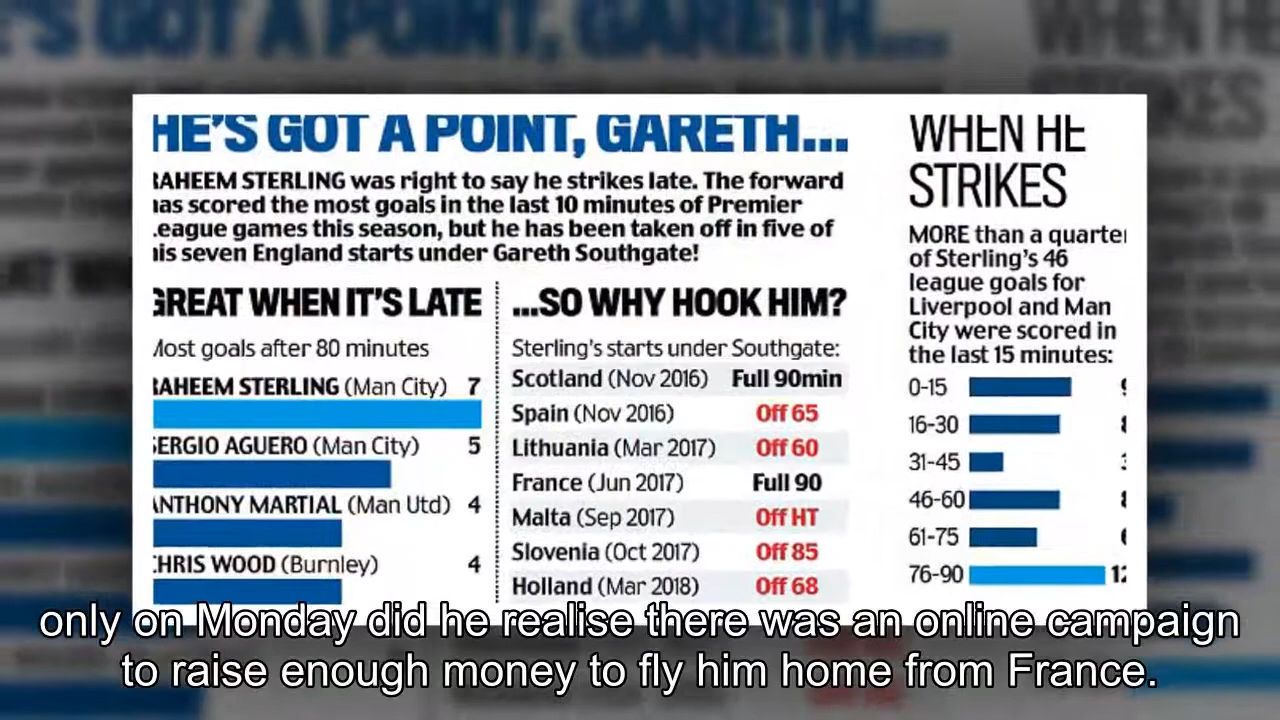 HE'S GOT A POINT, GARETH...
RAHEEM STERLING was right to say he strikes late. The forward
has scored the most goals in the last 10 minutes of Premier
League games this season, but he has been taken off in five of
his seven England starts under Gareth Southgate!
GREAT WHEN IT'S LATE
Most goals after 80 minutes
RAHEEM STERLING (Man City) 7
SERGIO AGUERO (Man City) 5
ANTHONY MARTIAL (Man Utd) 4
CHRIS WOOD (Burnley) 4
...SO WHY HOOK HIM?
Sterling's starts under Southgate:
Scotland (Nov 2016) Full 90min
Spain (Nov 2016) Off 65
Lithuania (Mar 2017) Off 60
France (Jun 2017) Full 90
Malta (Sep 2017) Off HT
Slovenia (Oct 2017) Off 85
Holland (Mar 2018) Off 68
WHEN HE
STRIKES
MORE than a quarter
of Sterling's 46
league goals for
Liverpool and Man
City were scored in
the last 15 minutes:
0-15
16-30
31-45
46-60
61-75
76-90 12
only on Monday did he realise there was an online campaign
to raise enough money to fly him home from France.